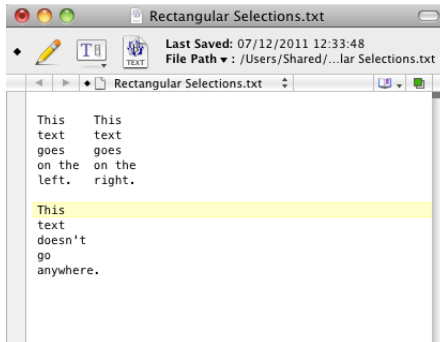 Rectangular Selections.txt
Last Saved: 07/12/2011 12:33:48
File Path ▾ : /Users/Shared/...lar Selections.txt
Rectangular Selections.txt
This    This
text    text
goes    goes
on the  on the
left.   right.
This
text
doesn't
go
anywhere.